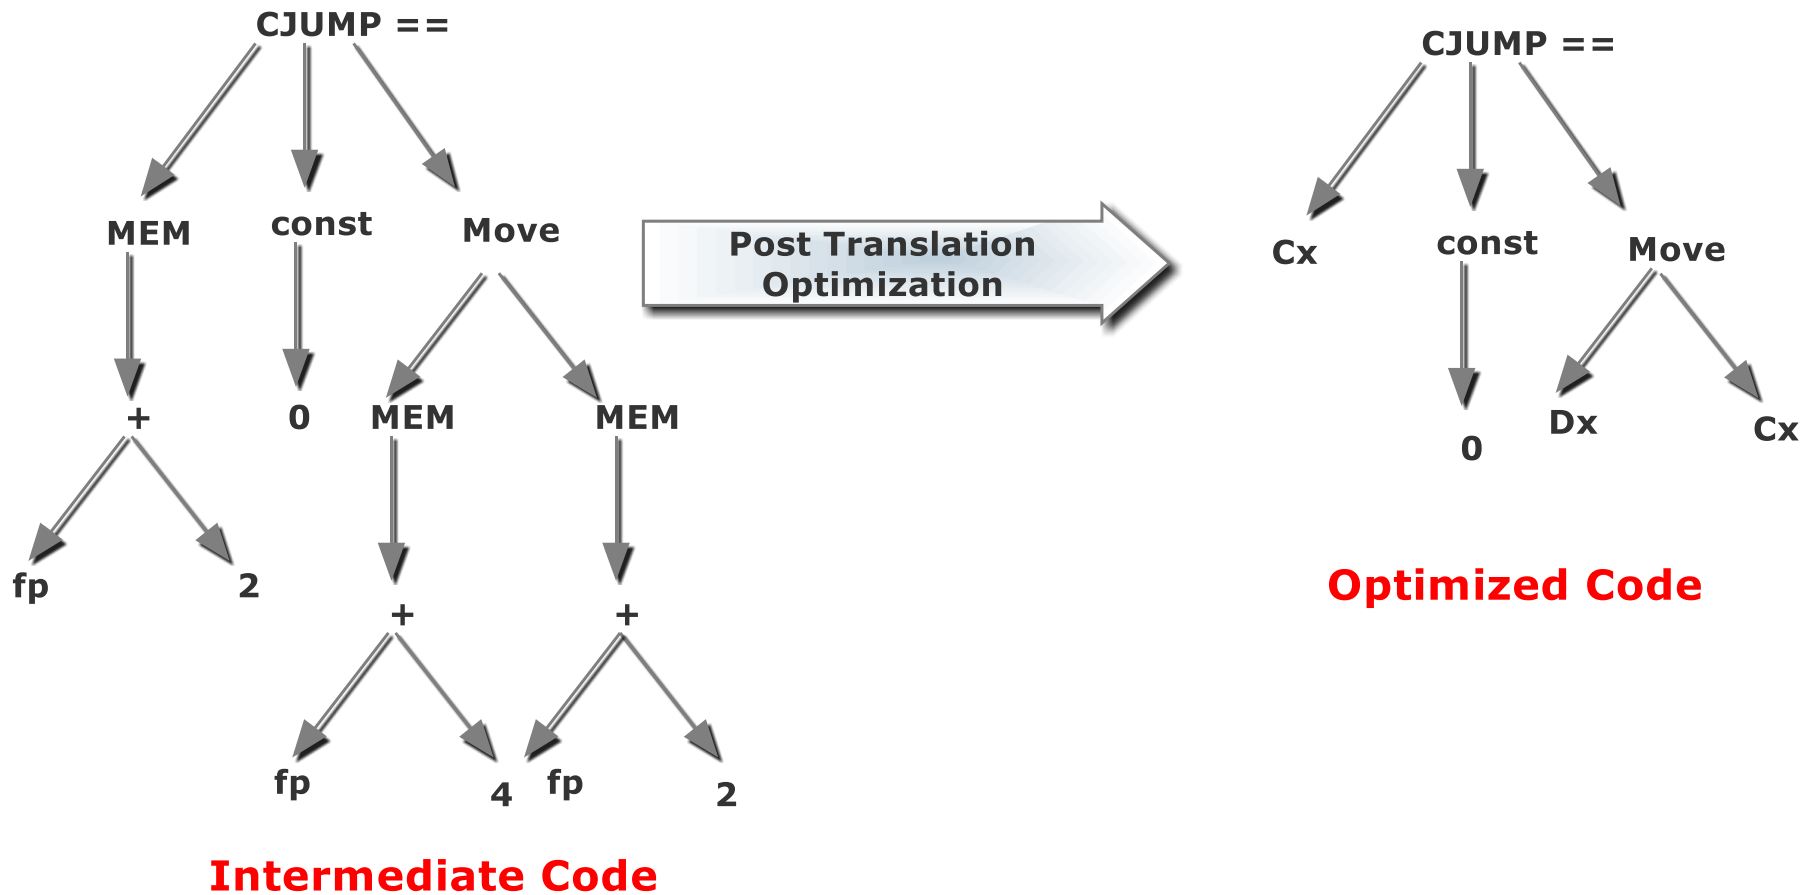 CJUMP ==
CJUMP ==
MEM
const
Move
Post Translation
Optimization
Cx
const
Move
+
0
MEM
MEM
0
Dx
Cx
fp
2
+
+
Optimized Code
fp
4
fp
2
Intermediate Code